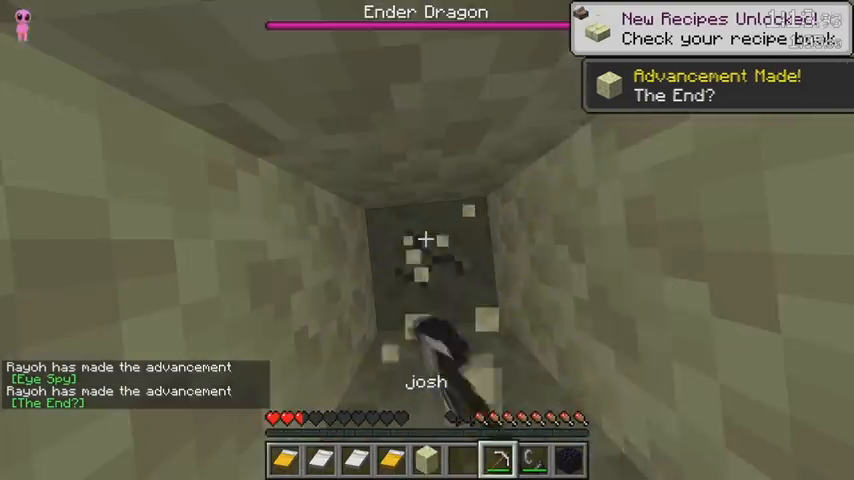 Ender Dragon
New Recipes Unlocked!
Check your recipe book
Advancement Made!
The End?
Rayoh has made the advancement
[Eye Spy]
Rayoh has made the advancement
[The End?]
josh